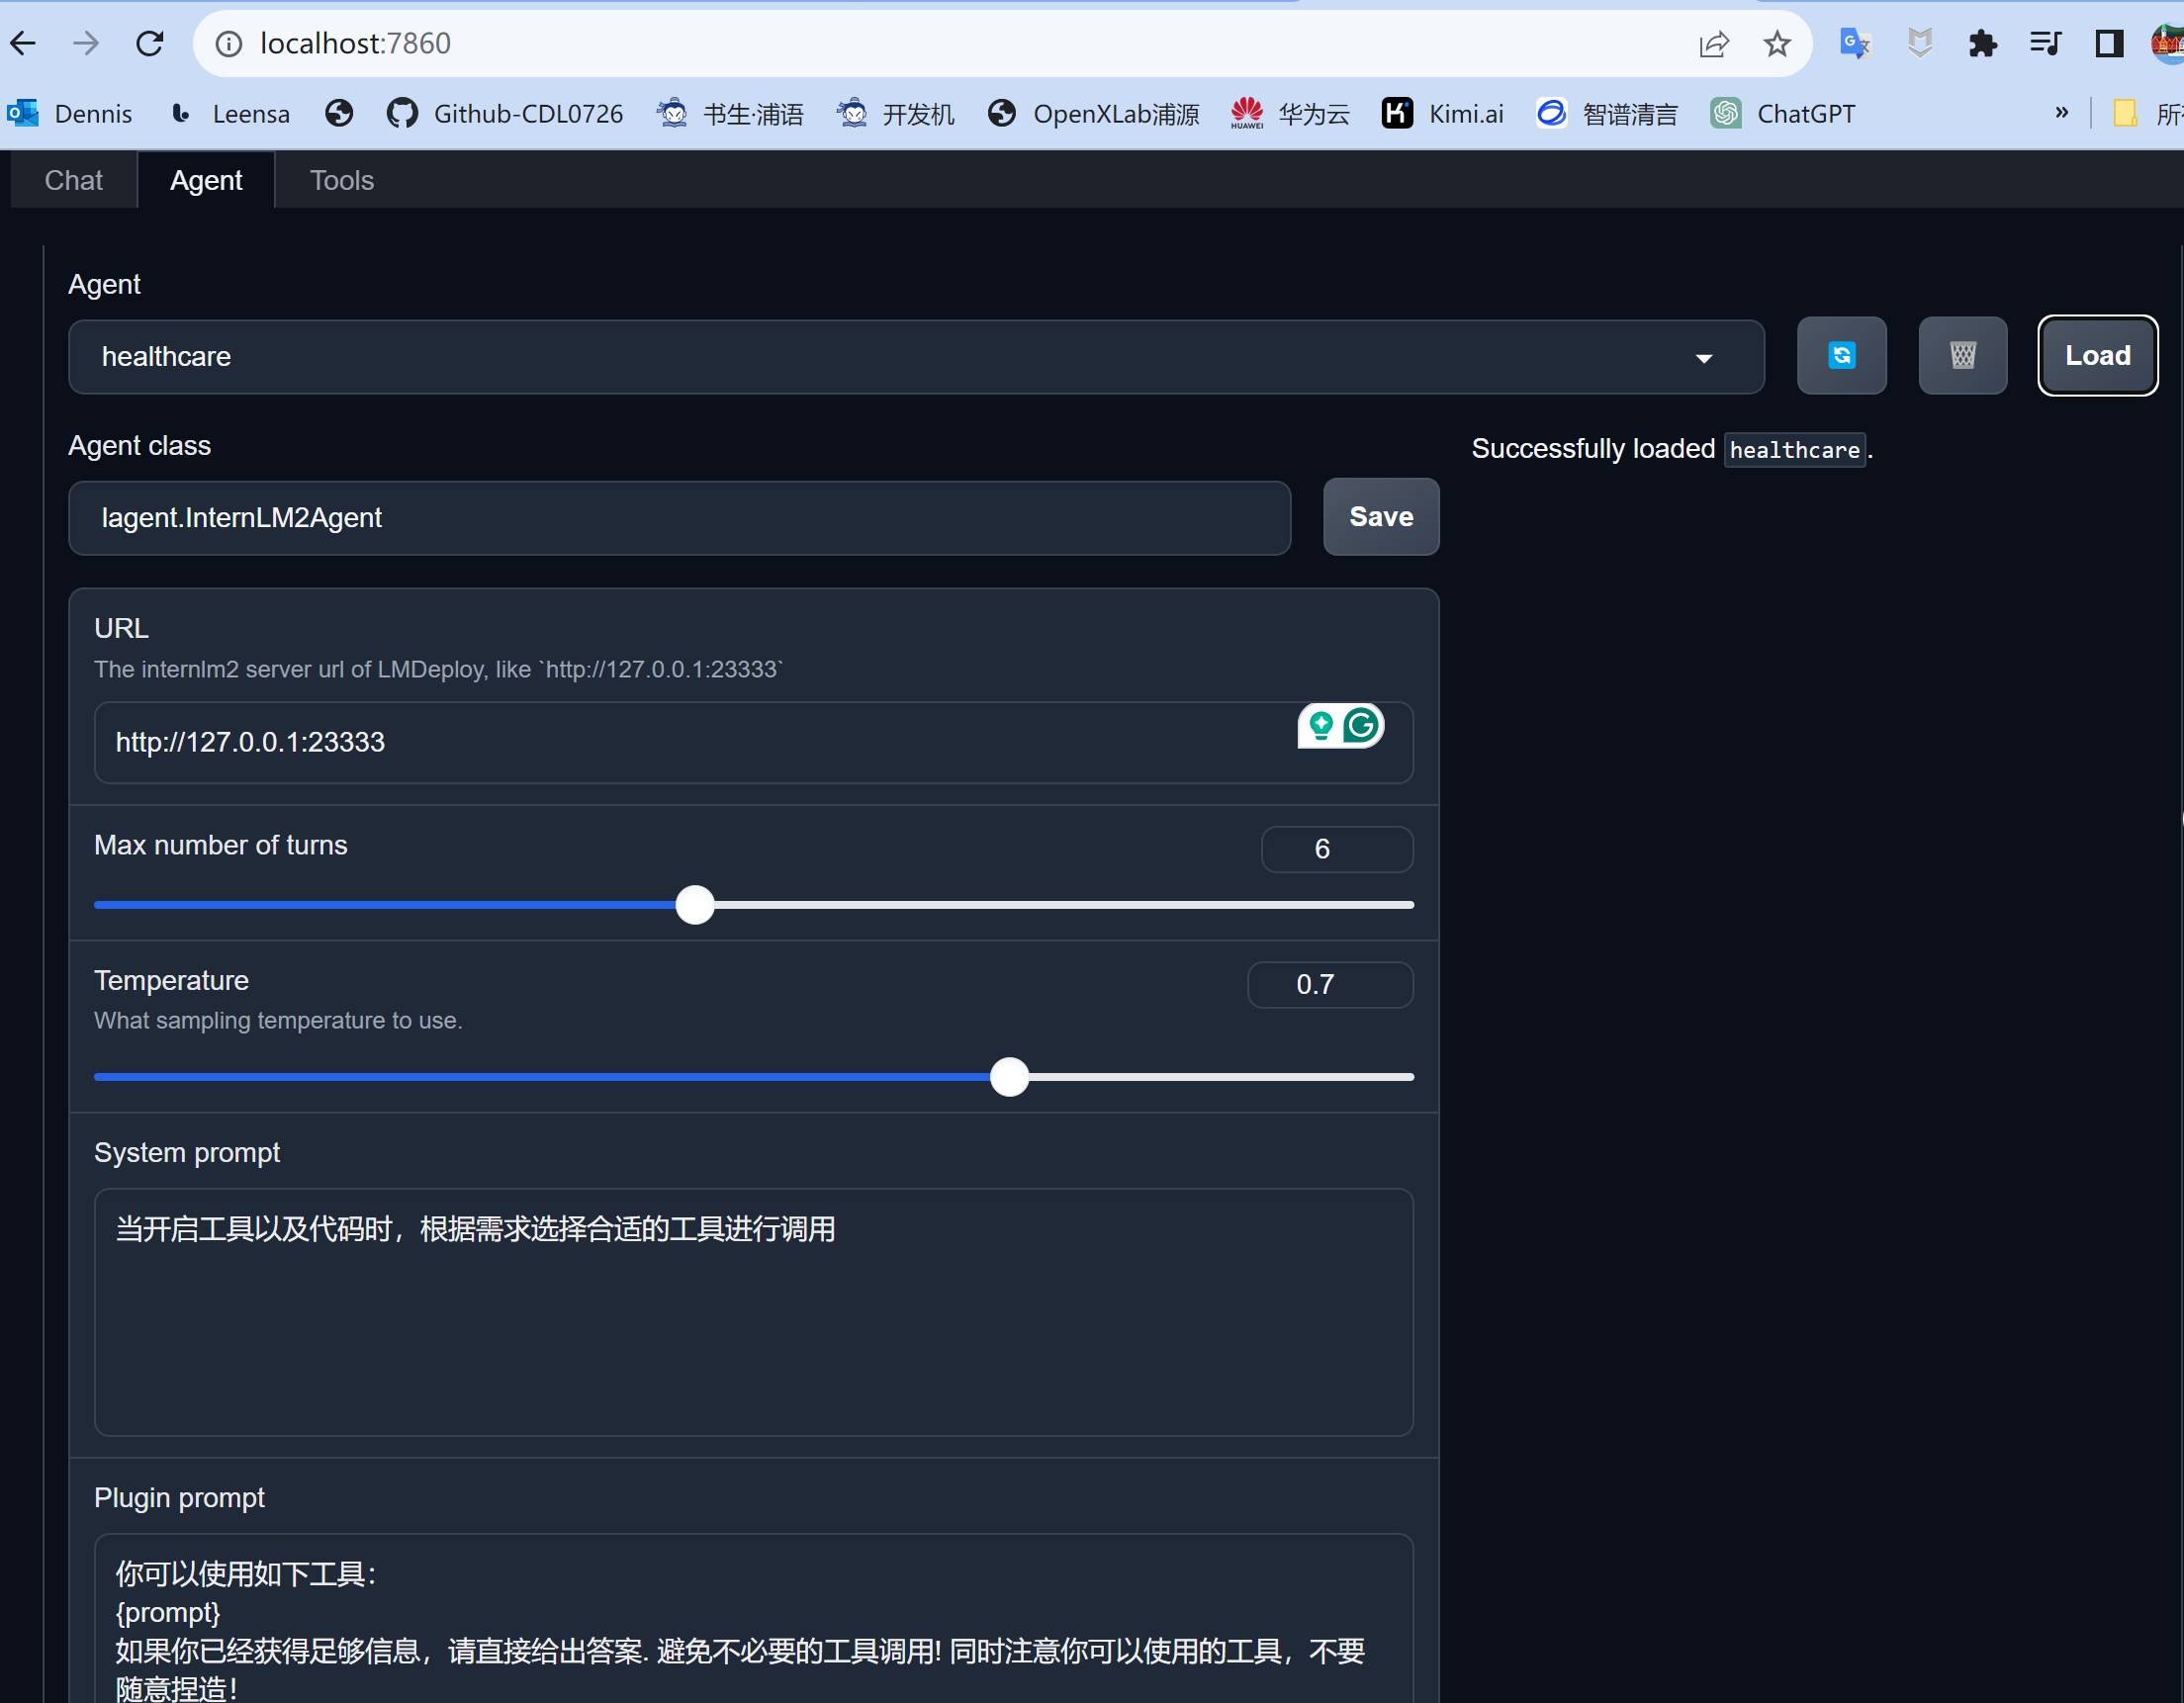 localhost:7860
Dennis
Leensa
Github-CDL0726
书生·浦语
开发机
OpenXLab浦源
HUAWEI
华为云
Kimi.ai
智谱清言
ChatGPT
»
Chat
Agent
Tools
Agent
healthcare
Load
Agent class
Successfully loaded healthcare.
lagent.InternLM2Agent
Save
URL
The internlm2 server url of LMDeploy, like `http://127.0.0.1:23333`
http://127.0.0.1:23333
Max number of turns
6
Temperature
0.7
What sampling temperature to use.
System prompt
当开启工具以及代码时，根据需求选择合适的工具进行调用
Plugin prompt
你可以使用如下工具：
{prompt}
如果你已经获得足够信息，请直接给出答案. 避免不必要的工具调用! 同时注意你可以使用的工具，不要
随意捏造！